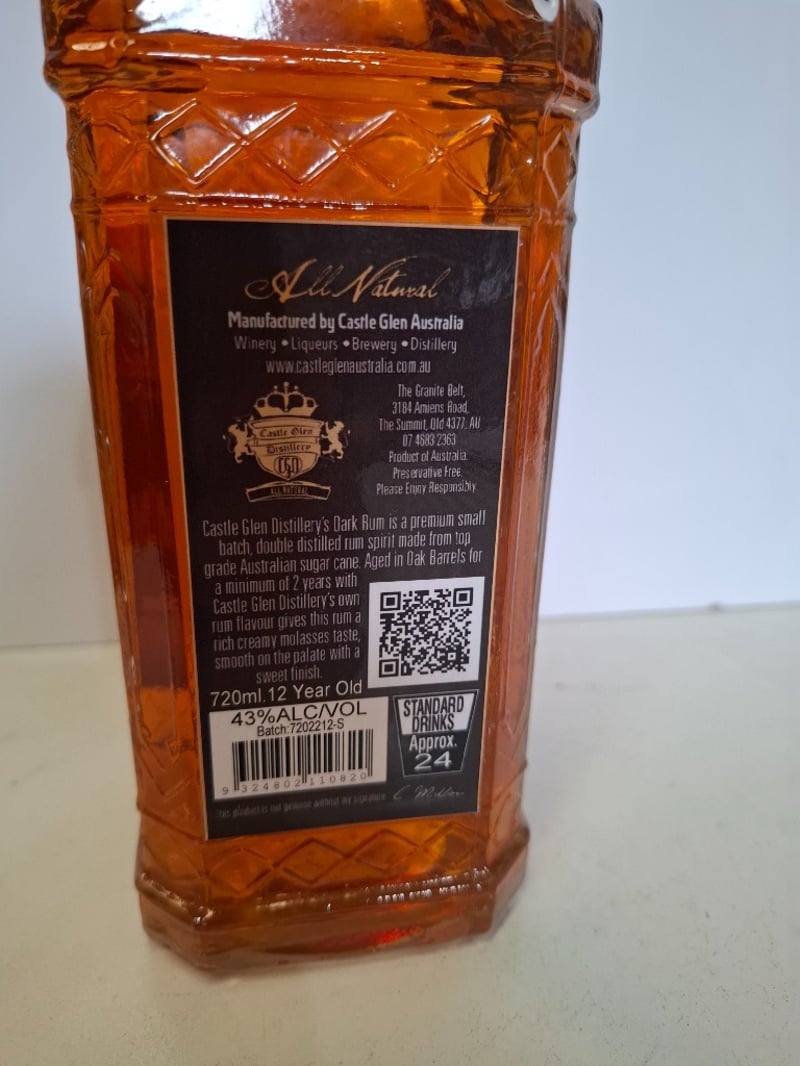 All Natural
Manufactured by Castle Glen Australia
Winery • Liqueurs • Brewery • Distillery
www.castleglenaustralia.com.au
The Granite Belt,
3184 Amiens Road,
The Summit, Qld 4377, AU
07 4683 2363
Product of Australia.
Preservative Free.
Please Enjoy Responsibly.
Castle Glen
Distillery
CGD
ALL NATURAL
Castle Glen Distillery's Dark Rum is a premium small
batch, double distilled rum spirit made from top
grade Australian sugar cane. Aged in Oak Barrels for
a minimum of 2 years with
Castle Glen Distillery's own
rum flavour gives this rum a
rich creamy molasses taste,
smooth on the palate with a
sweet finish.
720ml.12 Year Old
43%ALC/VOL
Batch:7202212-S
9 324802 110820
STANDARD
DRINKS
Approx.
24
This product is not genuine without my signature